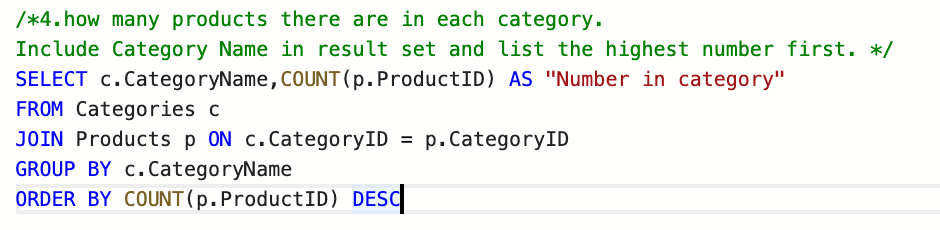 /*4.how many products there are in each category.
Include Category Name in result set and list the highest number first. */
SELECT c.CategoryName,COUNT(p.ProductID) AS "Number in category"
FROM Categories c
JOIN Products p ON c.CategoryID = p.CategoryID
GROUP BY c.CategoryName
ORDER BY COUNT(p.ProductID) DESC